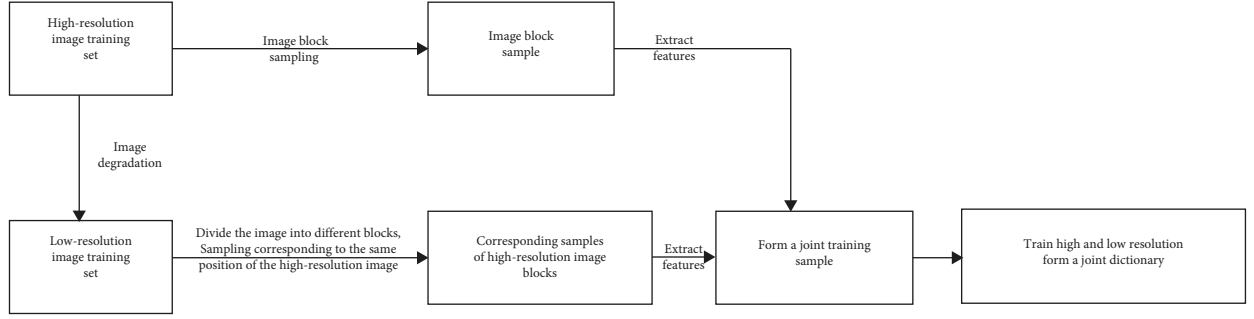 High-resolution
image training
set
Image block
sampling
Image block
sample
Extract
features
Image
degradation
Low-resolution
image training
set
Divide the image into different blocks,
Sampling corresponding to the same
position of the high-resolution image
Corresponding samples
of high-resolution image
blocks
Extract
features
Form a joint training
sample
Train high and low resolution
form a joint dictionary